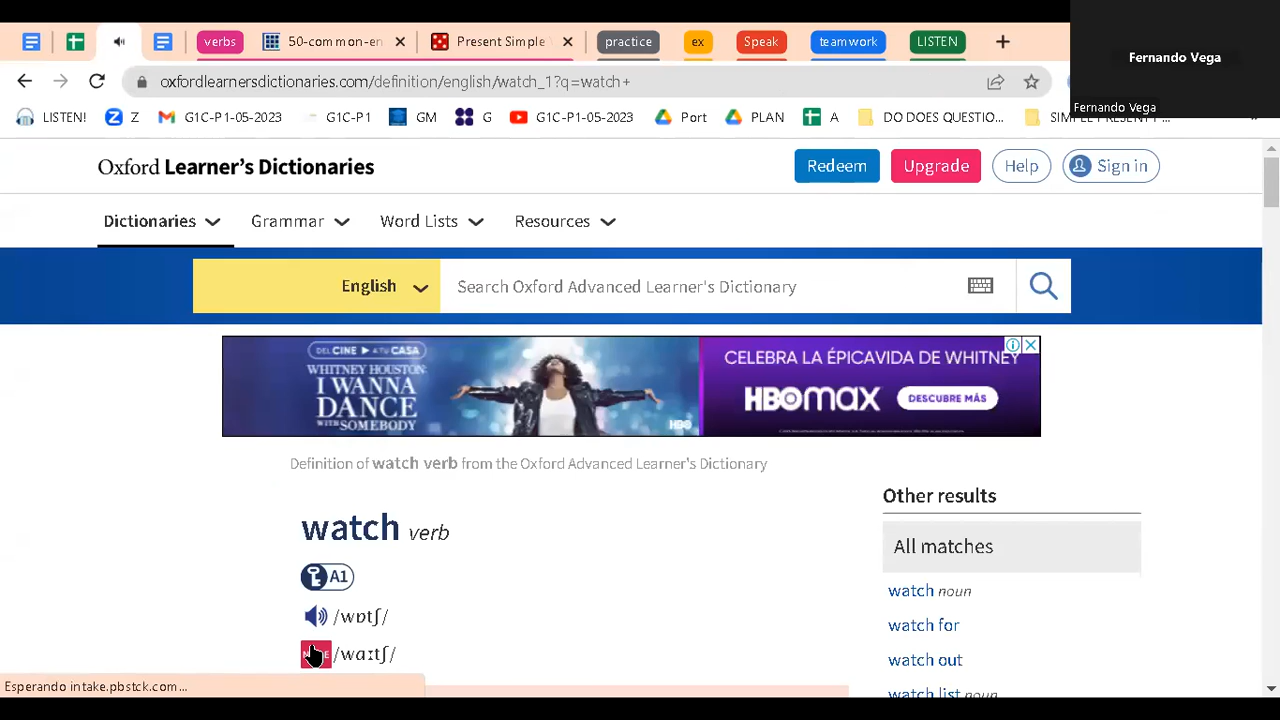 verbs
50-common-en
Present Simple
practice
ex
Speak
teamwork
LISTEN
Fernando Vega
oxfordlearnersdictionaries.com/definition/english/watch_1?q=watch+
Fernando Vega
LISTEN!
Z
G1C-P1-05-2023
G1C-P1
GM
G
G1C-P1-05-2023
Port
PLAN
A
DO DOES QUESTIO...
Oxford Learner's Dictionaries
Redeem
Upgrade
Help
Sign in
Dictionaries
Grammar
Word Lists
Resources
English
Search Oxford Advanced Learner's Dictionary
DEL CINE A TU CASA
WHITNEY HOUSTON:
I WANNA
DANCE
WITH SOMEBODY
HBO
CELEBRA LA ÉPICAVIDA DE WHITNEY
HBOmax
DESCUBRE MÁS
Definition of watch verb from the Oxford Advanced Learner's Dictionary
watch verb
A1
/wɒtʃ/
/wɑːtʃ/
Other results
All matches
watch noun
watch for
watch out
watch list noun
Esperando intake.pbstck.com...